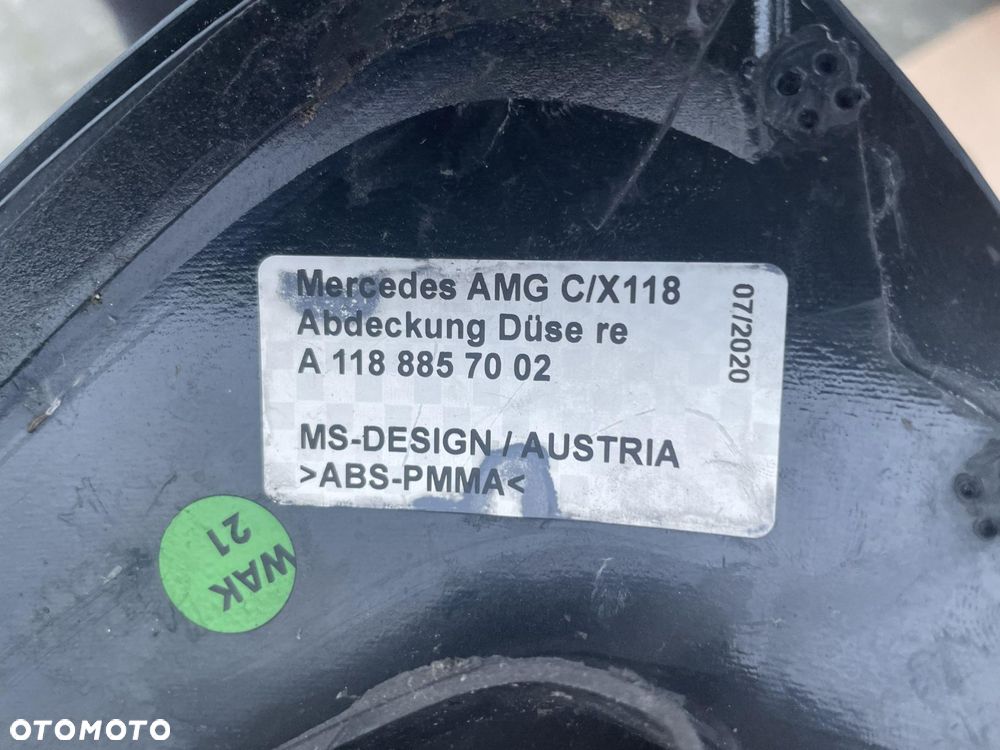 Mercedes AMG C/X118
Abdeckung Düse re
A 118 885 70 02
07/2020
MS-DESIGN / AUSTRIA
>ABS-PMMA<
WAK
21
OTOMOTO